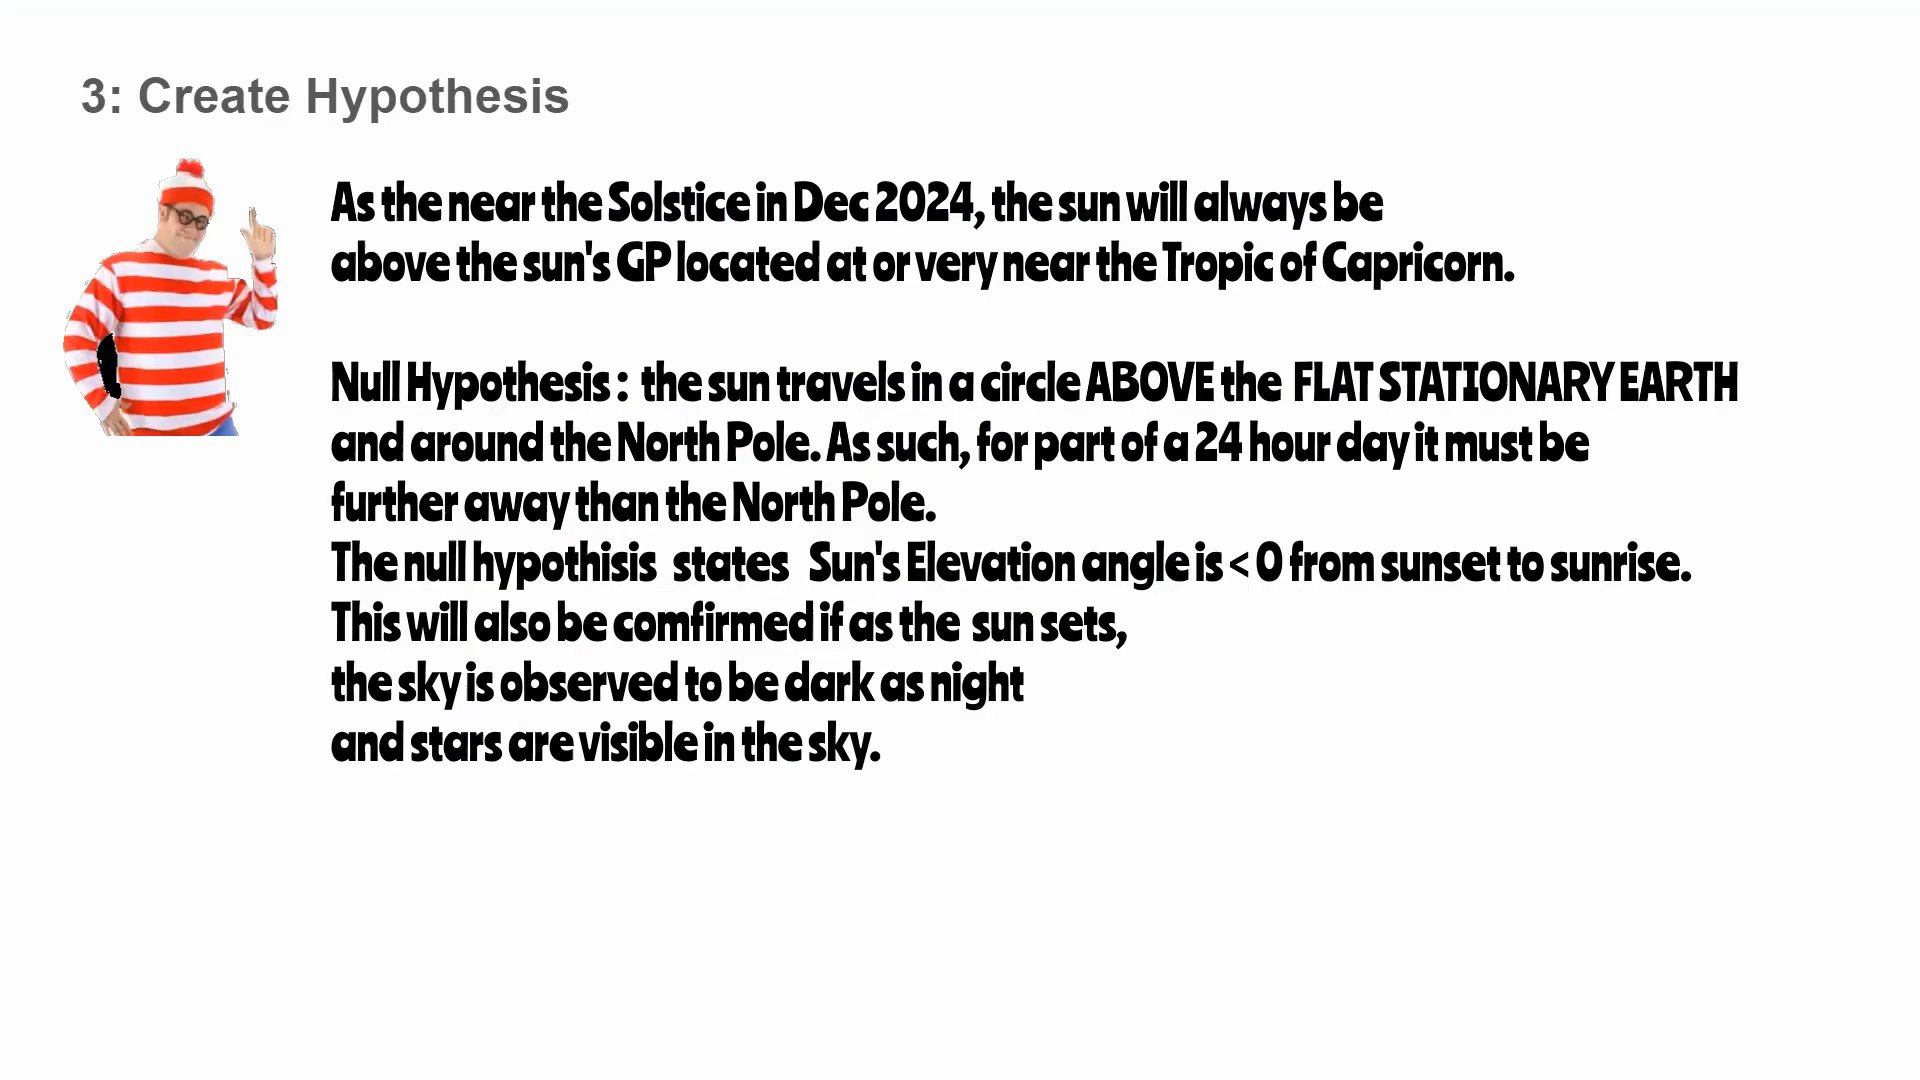 3: Create Hypothesis
As the near the Solstice in Dec 2024, the sun will always be
above the sun's GP located at or very near the Tropic of Capricorn.
Null Hypothesis : the sun travels in a circle ABOVE the FLAT STATIONARY EARTH
and around the North Pole. As such, for part of a 24 hour day it must be
further away than the North Pole.
The null hypothisis states Sun's Elevation angle is < 0 from sunset to sunrise.
This will also be comfirmed if as the sun sets,
the sky is observed to be dark as night
and stars are visible in the sky.